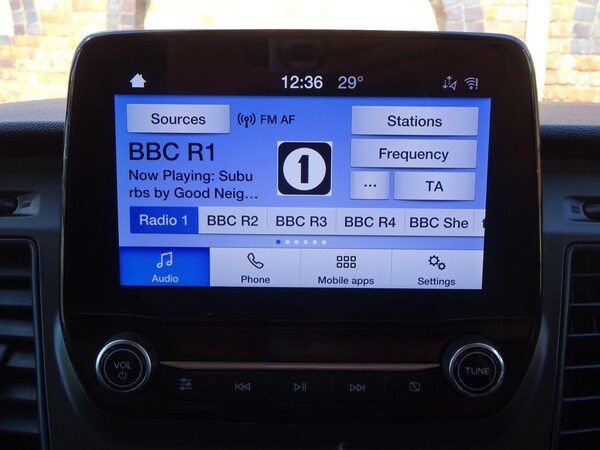 12:36 29°
Sources FM AF Stations
BBC R1 1 Frequency
Now Playing: Subu
rbs by Good Neig... ... TA
Radio 1 BBC R2 BBC R3 BBC R4 BBC She
Audio Phone Mobile apps Settings
VOL TUNE